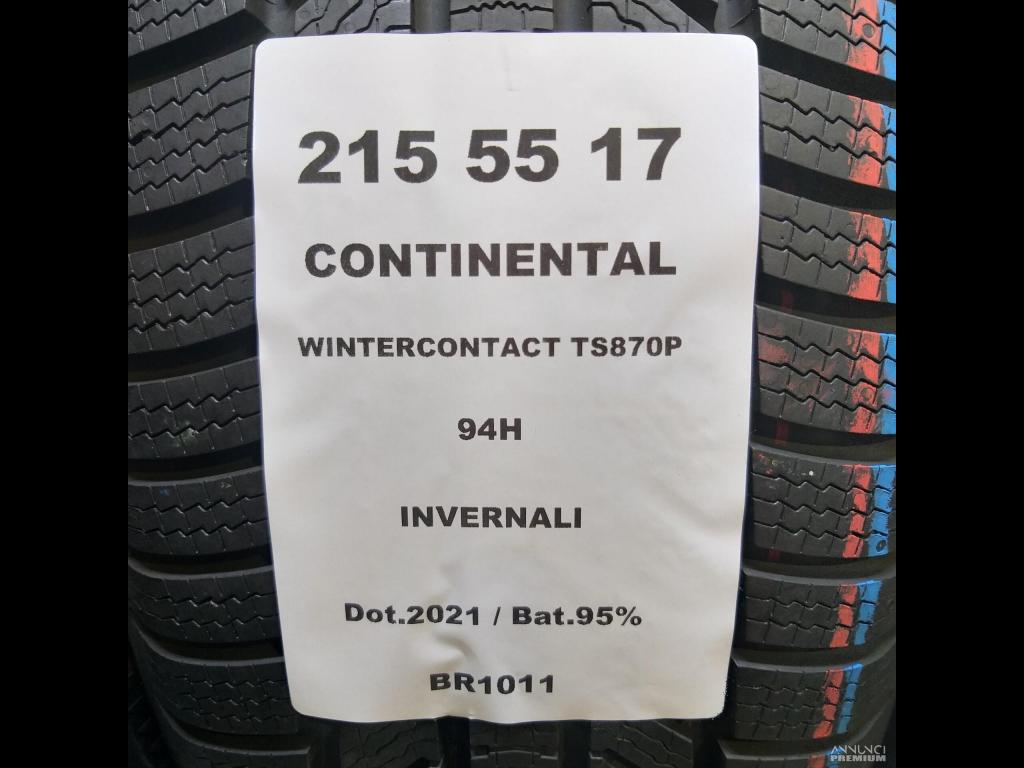 215 55 17
CONTINENTAL
WINTERCONTACT TS870P
94H
INVERNALI
Dot.2021 / Bat.95%
BR1011
ANNUNCI
PREMIUM